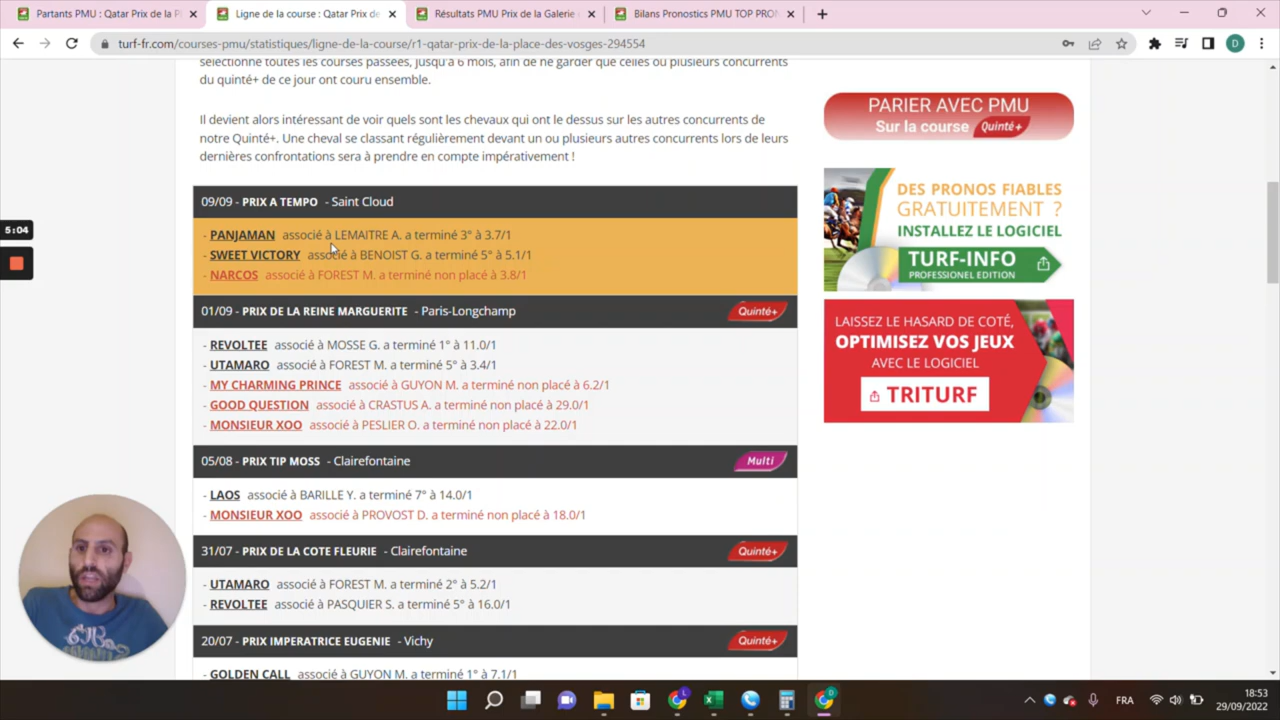 Partants PMU : Qatar Prix de la P
Ligne de la course : Qatar Prix de
Résultats PMU Prix de la Galerie
Bilans Pronostics PMU TOP PRON
turf-fr.com/courses-pmu/statistiques/ligne-de-la-course/r1-qatar-prix-de-la-place-des-vosges-294554
D
sélectionne toutes les courses passées, jusqu'à 6 mois, afin de ne garder que celles ou plusieurs concurrents
du quinté+ de ce jour ont couru ensemble.
Il devient alors intéressant de voir quels sont les chevaux qui ont le dessus sur les autres concurrents de
notre Quinté+. Une cheval se classant régulièrement devant un ou plusieurs autres concurrents lors de leurs
dernières confrontations sera à prendre en compte impérativement !
PARIER AVEC PMU
Sur la course Quinté+
DES PRONOS FIABLES
GRATUITEMENT ?
INSTALLEZ LE LOGICIEL
TURF-INFO
PROFESIONNEL EDITION
LAISSEZ LE HASARD DE COTÉ,
OPTIMISEZ VOS JEUX
AVEC LE LOGICIEL
TRITURF
5:04
09/09 - PRIX A TEMPO - Saint Cloud
- PANJAMAN associé à LEMAITRE A. a terminé 3° à 3.7/1
- SWEET VICTORY associé à BENOIST G. a terminé 5° à 5.1/1
- NARCOS associé à FOREST M. a terminé non placé à 3.8/1
01/09 - PRIX DE LA REINE MARGUERITE - Paris-Longchamp Quinté+
- REVOLTEE associé à MOSSE G. a terminé 1° à 11.0/1
- UTAMARO associé à FOREST M. a terminé 5° à 3.4/1
- MY CHARMING PRINCE associé à GUYON M. a terminé non placé à 6.2/1
- GOOD QUESTION associé à CRASTUS A. a terminé non placé à 29.0/1
- MONSIEUR XOO associé à PESLIER O. a terminé non placé à 22.0/1
05/08 - PRIX TIP MOSS - Clairefontaine Multi
- LAOS associé à BARILLE Y. a terminé 7° à 14.0/1
- MONSIEUR XOO associé à PROVOST D. a terminé non placé à 18.0/1
31/07 - PRIX DE LA COTE FLEURIE - Clairefontaine Quinté+
- UTAMARO associé à FOREST M. a terminé 2° à 5.2/1
- REVOLTEE associé à PASQUIER S. a terminé 5° à 16.0/1
20/07 - PRIX IMPERATRICE EUGENIE - Vichy Quinté+
- GOLDEN CALL associé à GUYON M. a terminé 1° à 7.1/1
FRA
18:53
29/09/2022